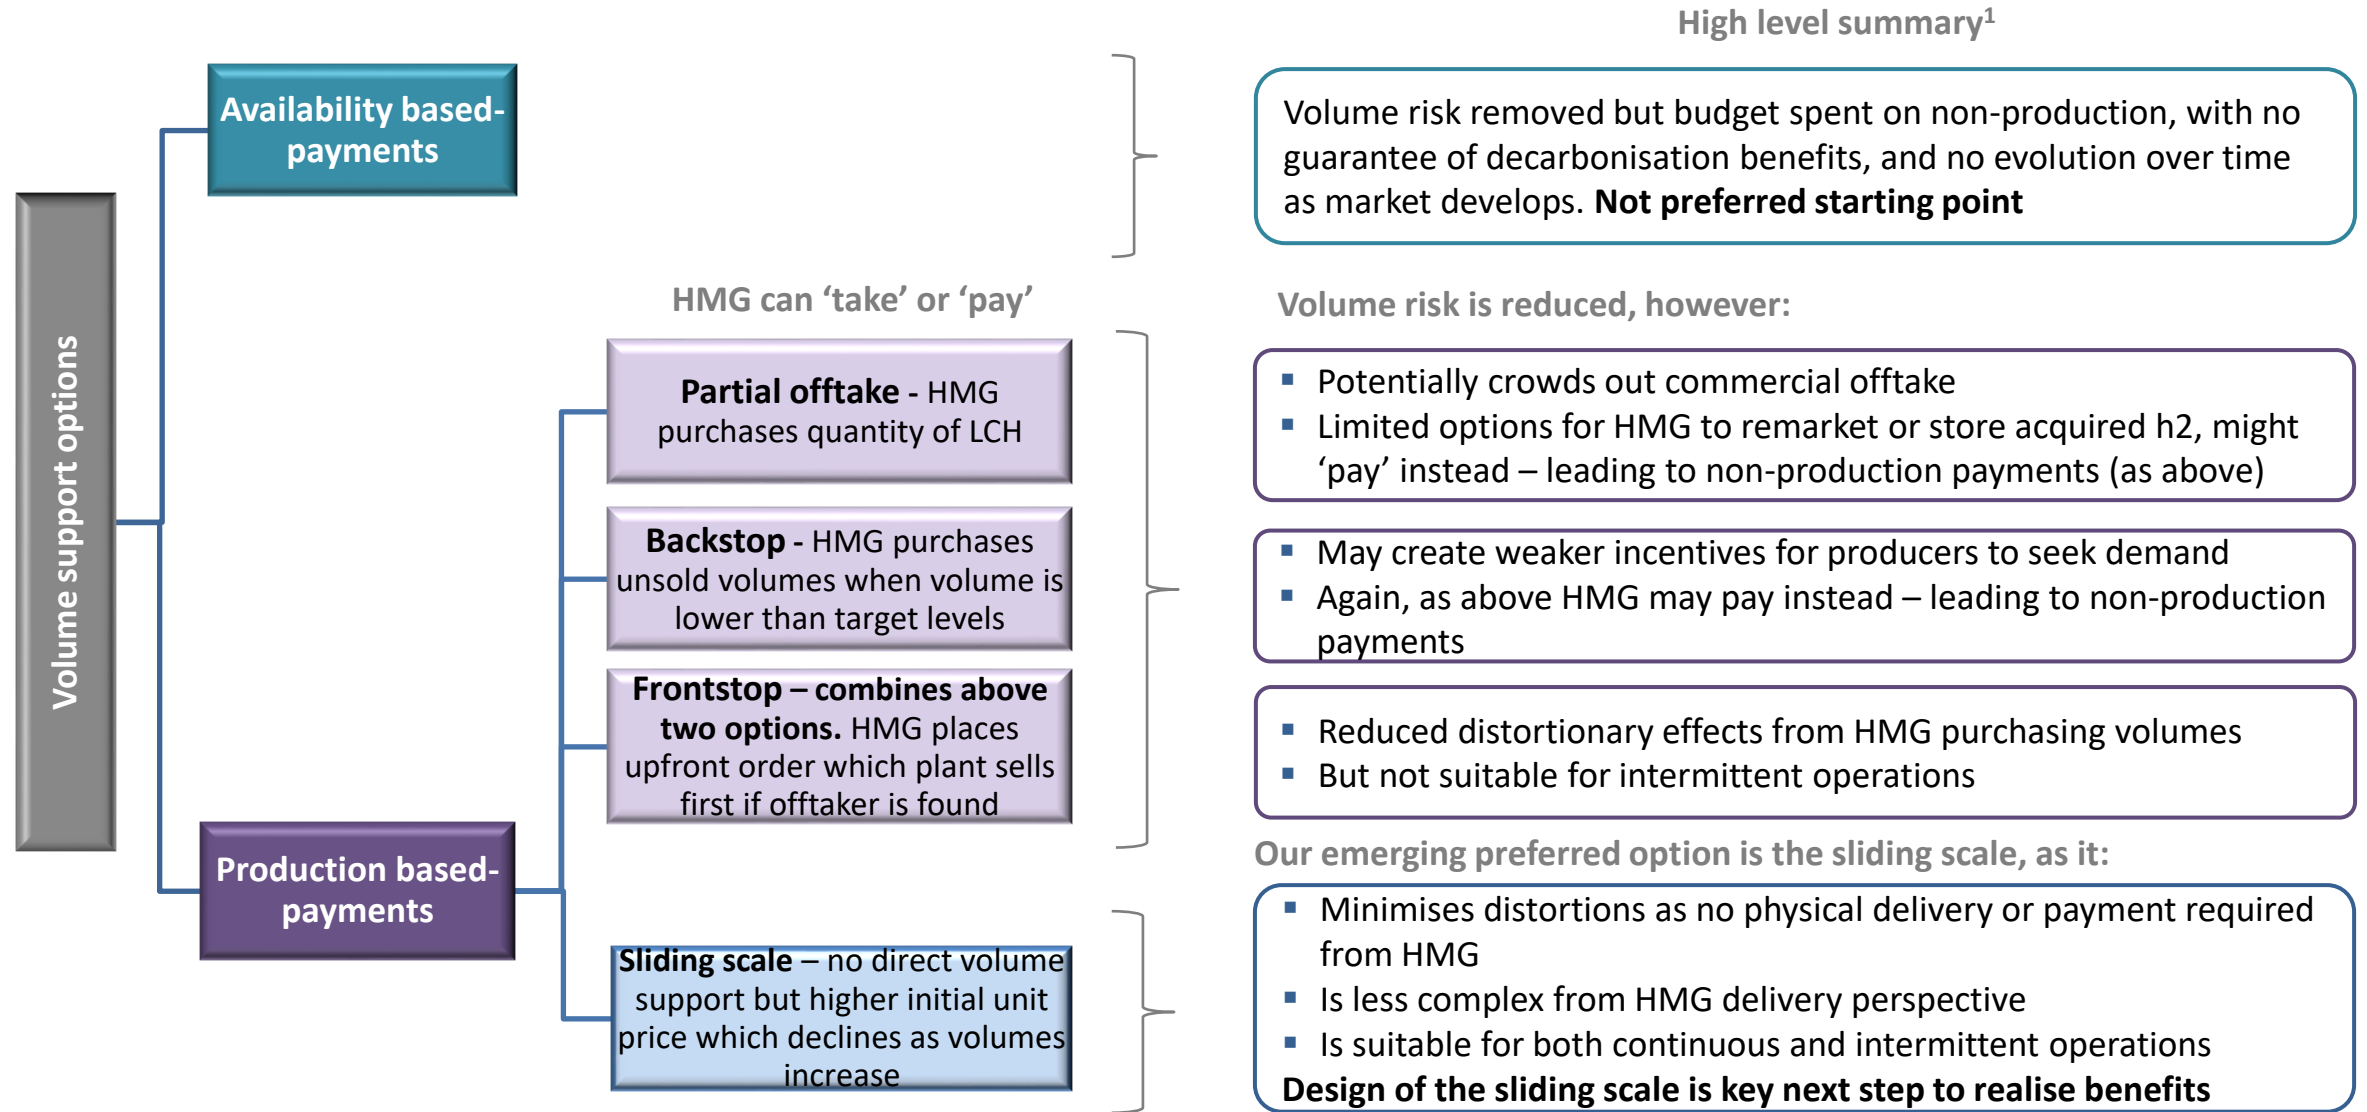 High level summary¹
Volume support options
Availability based-
payments
Volume risk removed but budget spent on non-production, with no
guarantee of decarbonisation benefits, and no evolution over time
as market develops. Not preferred starting point
HMG can ‘take’ or ‘pay’
Volume risk is reduced, however:
Partial offtake - HMG
purchases quantity of LCH
▪ Potentially crowds out commercial offtake
▪ Limited options for HMG to remarket or store acquired h2, might
‘pay’ instead – leading to non-production payments (as above)
Backstop - HMG purchases
unsold volumes when volume is
lower than target levels
▪ May create weaker incentives for producers to seek demand
▪ Again, as above HMG may pay instead – leading to non-production
payments
Frontstop – combines above
two options. HMG places
upfront order which plant sells
first if offtaker is found
▪ Reduced distortionary effects from HMG purchasing volumes
▪ But not suitable for intermittent operations
Production based-
payments
Our emerging preferred option is the sliding scale, as it:
Sliding scale – no direct volume
support but higher initial unit
price which declines as volumes
increase
▪ Minimises distortions as no physical delivery or payment required
from HMG
▪ Is less complex from HMG delivery perspective
▪ Is suitable for both continuous and intermittent operations
Design of the sliding scale is key next step to realise benefits